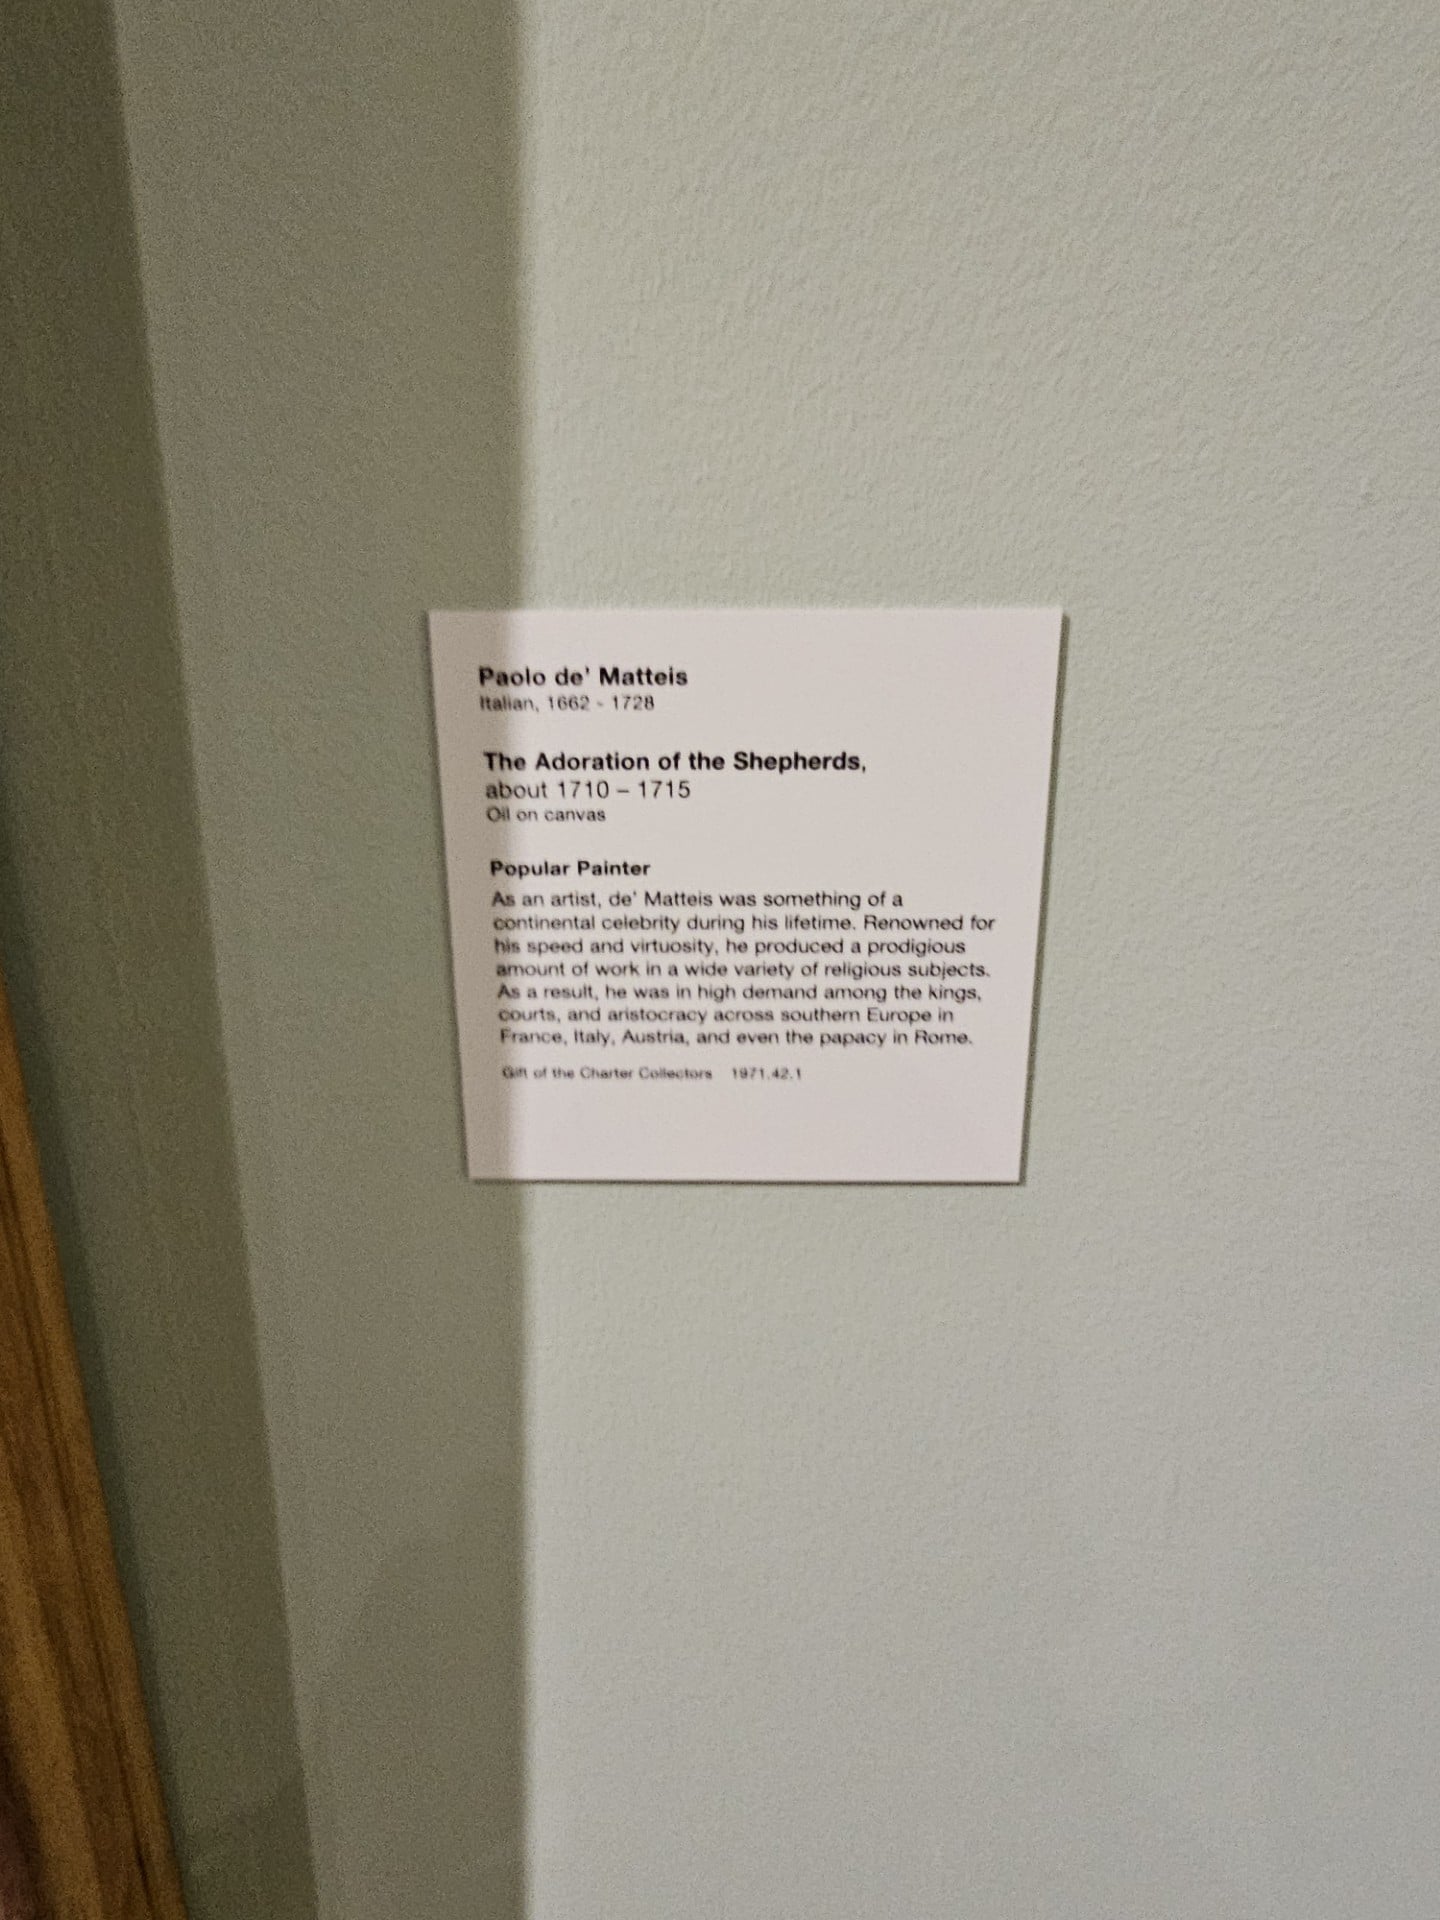 Paolo de' Matteis
Italian, 1662 - 1728
The Adoration of the Shepherds,
about 1710 – 1715
Oil on canvas
Popular Painter
As an artist, de' Matteis was something of a
continental celebrity during his lifetime. Renowned for
his speed and virtuosity, he produced a prodigious
amount of work in a wide variety of religious subjects.
As a result, he was in high demand among the kings,
courts, and aristocracy across southern Europe in
France, Italy, Austria, and even the papacy in Rome.
Gift of the Charter Collectors 1971.42.1